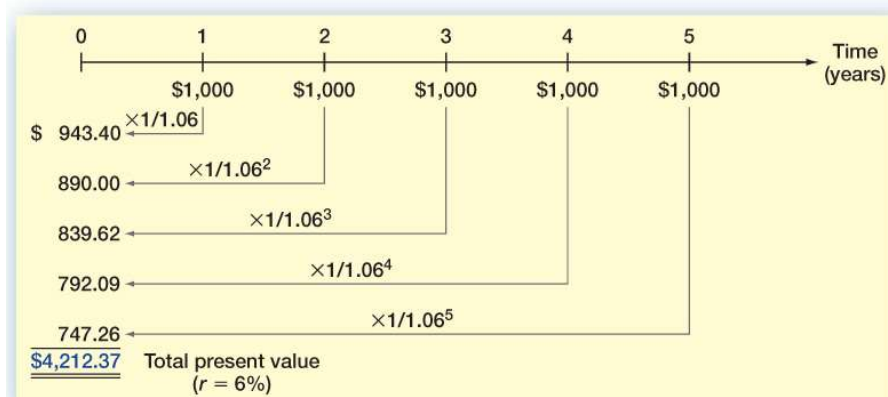 0 1 2 3 4 5
Time
(years)
$1,000 $1,000 $1,000 $1,000 $1,000
×1/1.06
$ 943.40
×1/1.06²
890.00
×1/1.06³
839.62
×1/1.06⁴
792.09
×1/1.06⁵
747.26
$4,212.37 Total present value
(r = 6%)